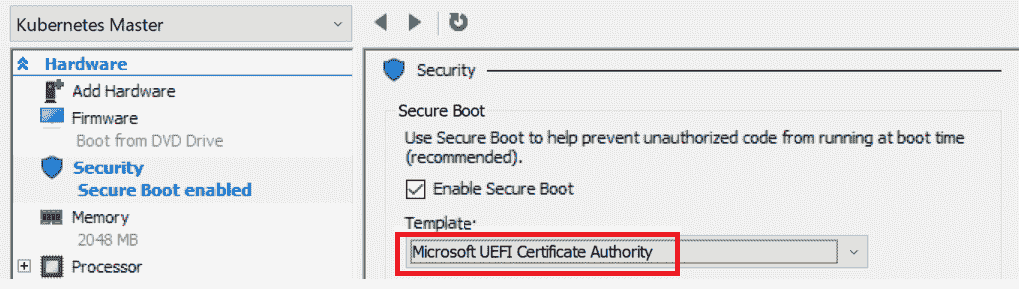 Kubernetes Master
Hardware
Add Hardware
Firmware
Boot from DVD Drive
Security
Secure Boot enabled
Memory
2048 MB
Processor
Security
Secure Boot
Use Secure Boot to help prevent unauthorized code from running at boot time
(recommended).
Enable Secure Boot
Template:
Microsoft UEFI Certificate Authority